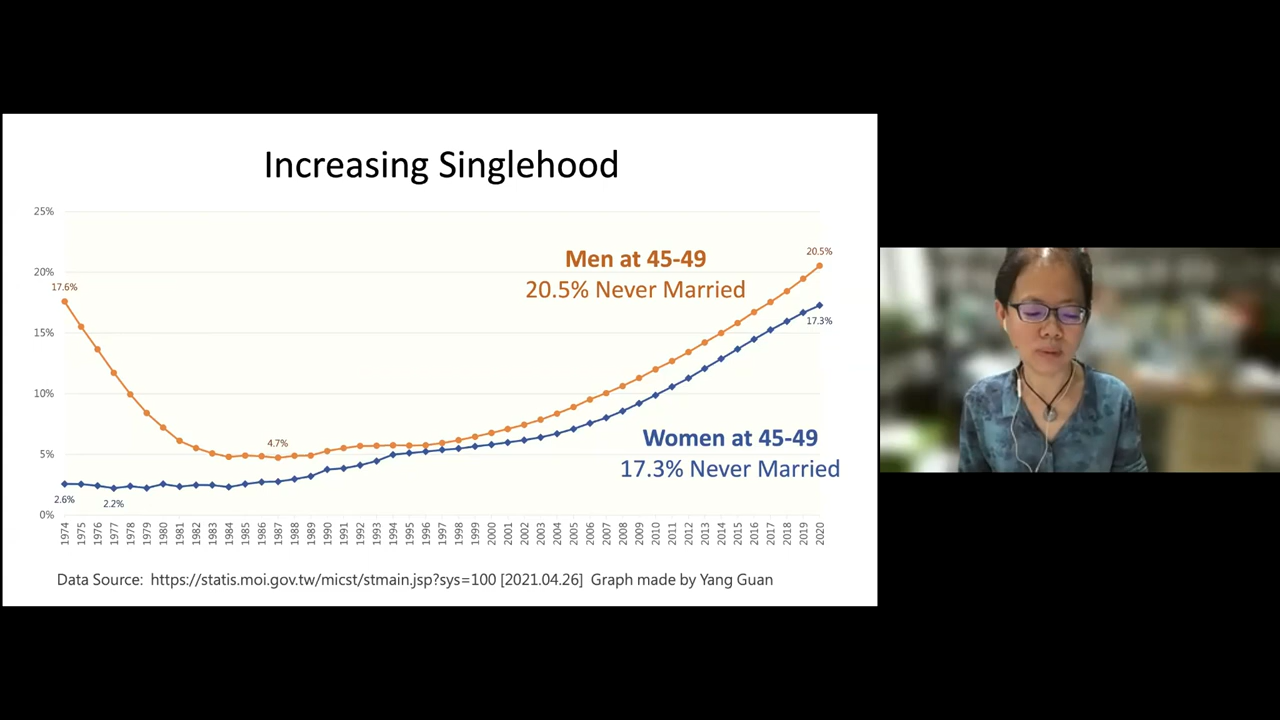 Increasing Singlehood
25%
20%
15%
10%
5%
0%
17.6%
2.6%
2.2%
4.7%
20.5%
17.3%
Men at 45-49
20.5% Never Married
Women at 45-49
17.3% Never Married
1974 1975 1976 1977 1978 1979 1980 1981 1982 1983 1984 1985 1986 1987 1988 1989 1990 1991 1992 1993 1994 1995 1996 1997 1998 1999 2000 2001 2002 2003 2004 2005 2006 2007 2008 2009 2010 2011 2012 2013 2014 2015 2016 2017 2018 2019 2020
Data Source: https://statis.moi.gov.tw/micst/stmain.jsp?sys=100 [2021.04.26] Graph made by Yang Guan